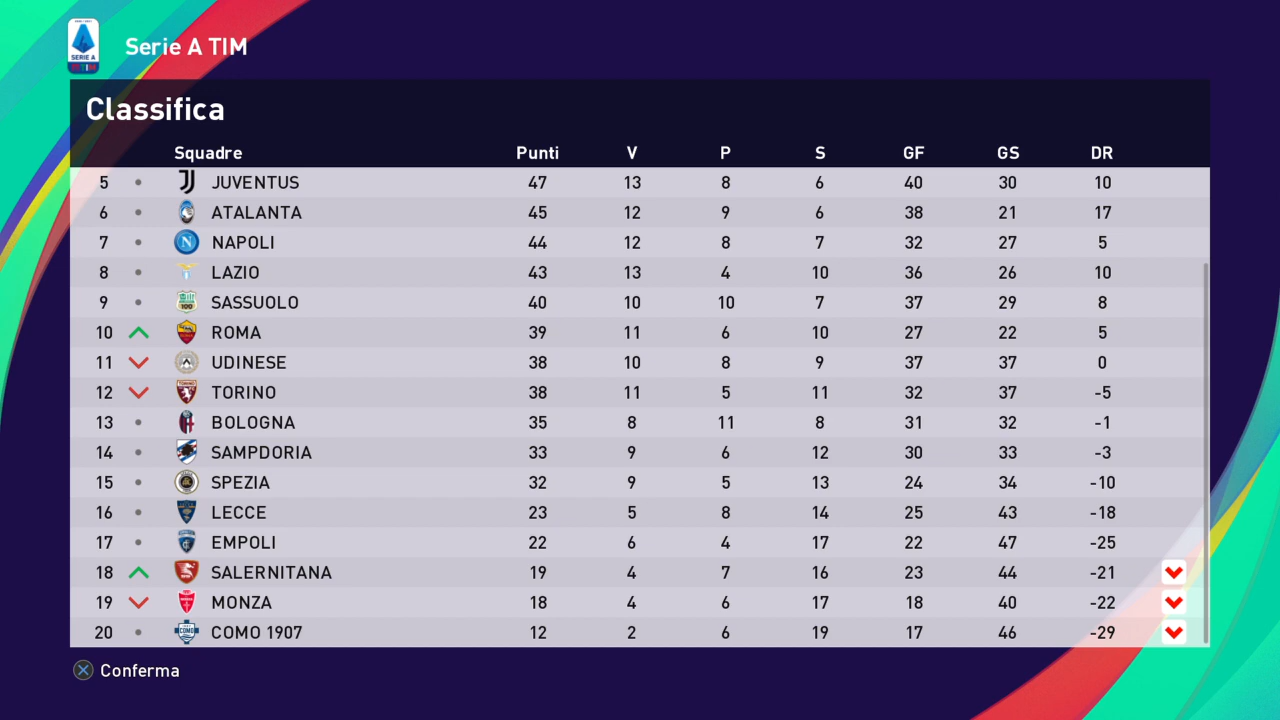 SERIE A
TIM
Serie A TIM
Classifica
Squadre Punti V P S GF GS DR
5 JUVENTUS 47 13 8 6 40 30 10
6 ATALANTA 45 12 9 6 38 21 17
7 N NAPOLI 44 12 8 7 32 27 5
8 LAZIO 43 13 4 10 36 26 10
9 100 SASSUOLO 40 10 10 7 37 29 8
10 ROMA 39 11 6 10 27 22 5
11 UDINESE 38 10 8 9 37 37 0
12 TORINO TORINO 38 11 5 11 32 37 -5
13 BOLOGNA 35 8 11 8 31 32 -1
14 SAMPDORIA 33 9 6 12 30 33 -3
15 SPEZIA 32 9 5 13 24 34 -10
16 LECCE 23 5 8 14 25 43 -18
17 EMPOLI 22 6 4 17 22 47 -25
18 SALERNITANA 19 4 7 16 23 44 -21
19 MONZA 18 4 6 17 18 40 -22
20 COMO COMO 1907 12 2 6 19 17 46 -29
Conferma